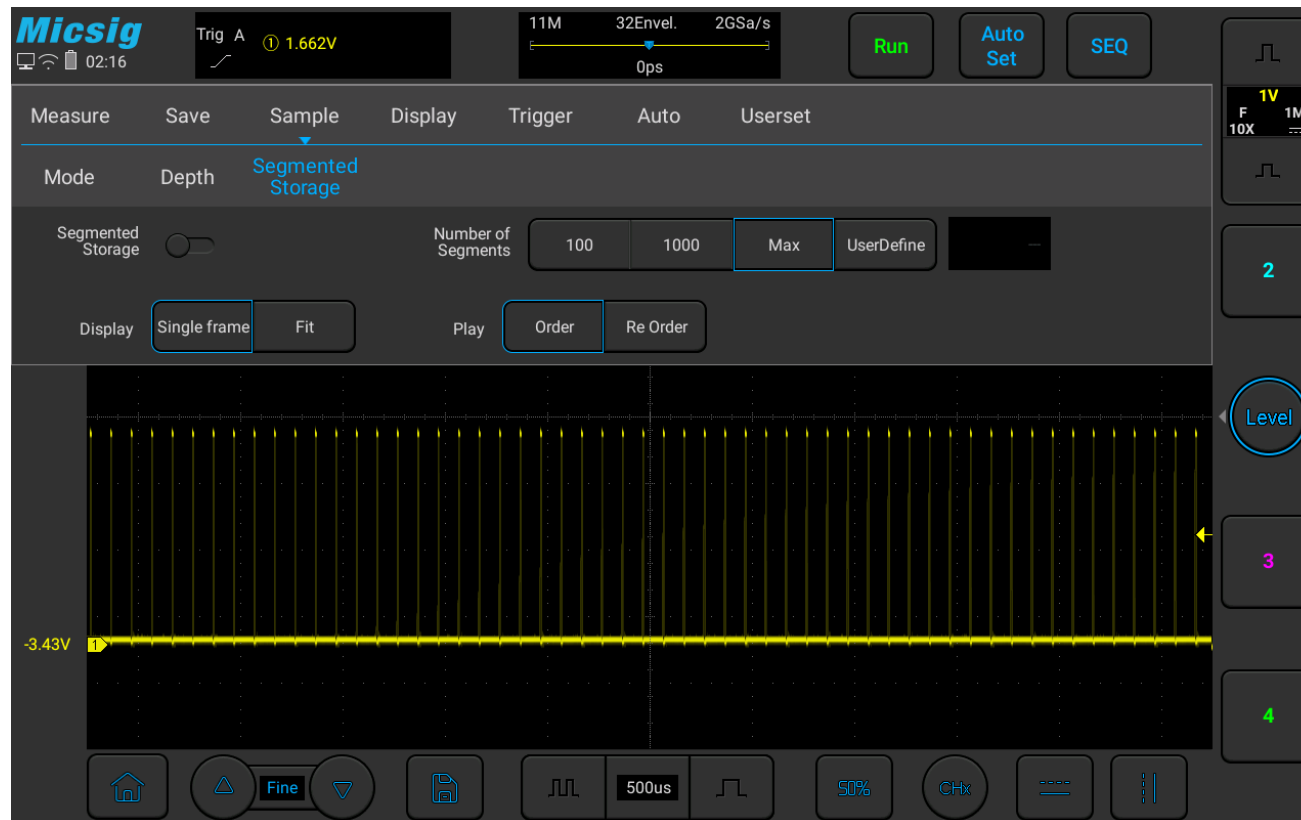 Micsig
02:16
Trig A
① 1.662V
11M 32Envel. 2GSa/s
0ps
Run
Auto
Set
SEQ
Measure Save Sample Display Trigger Auto Userset
Mode Depth Segmented
Storage
Segmented
Storage
Number of
Segments
100 1000 Max UserDefine
Display Single frame Fit
Play Order Re Order
1V
F 1M
10X
2
Level
3
4
-3.43V 1
Fine
500us
50%
CHx